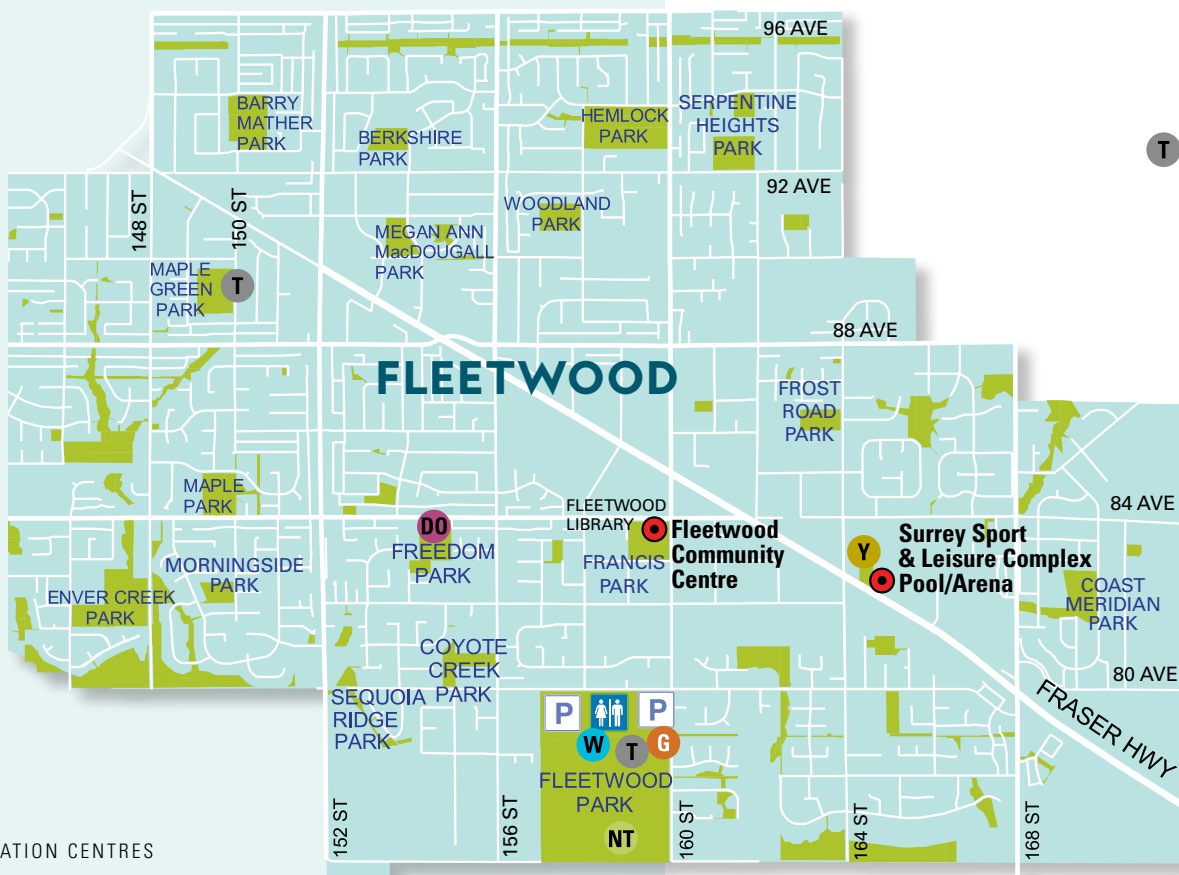 96 AVE
BARRY
MATHER
PARK
BERKSHIRE
PARK
HEMLOCK
PARK
SERPENTINE
HEIGHTS
PARK
T
148 ST
150 ST
92 AVE
MEGAN ANN
MacDOUGALL
PARK
WOODLAND
PARK
MAPLE
GREEN
PARK
T
88 AVE
FLEETWOOD
FROST
ROAD
PARK
MAPLE
PARK
84 AVE
DO
FREEDOM
PARK
FLEETWOOD
LIBRARY
FRANCIS
PARK
Fleetwood
Community
Centre
Y
Surrey Sport
& Leisure Complex
Pool/Arena
MORNINGSIDE
PARK
ENVER CREEK
PARK
COAST
MERIDIAN
PARK
COYOTE
CREEK
PARK
SEQUOIA
RIDGE
PARK
80 AVE
FRASER HWY
P
P
W
T
G
FLEETWOOD
PARK
NT
152 ST
156 ST
160 ST
164 ST
168 ST
ATION CENTRES